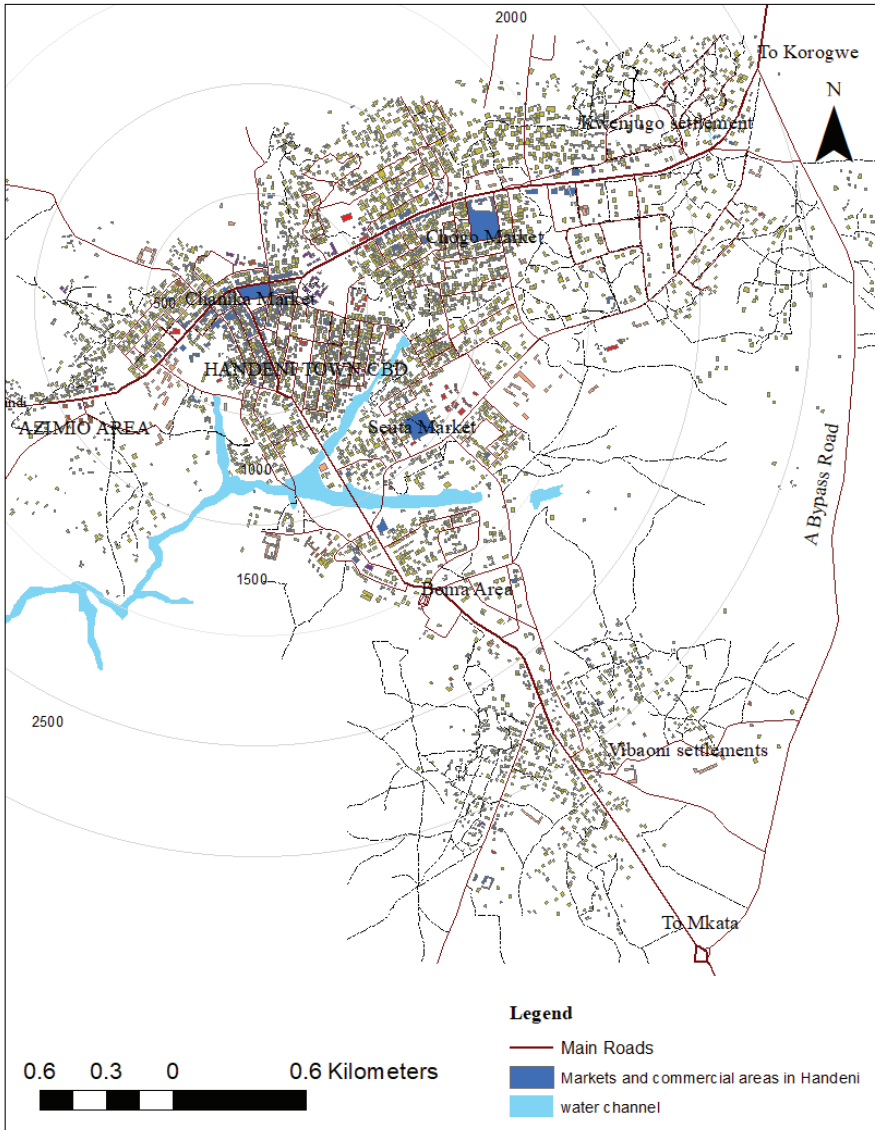 2000
To Korogwe
N
Kwenjugo settlement
Chogo Market
500
Chanika Market
HANDENI TOWN CBD
AZIMIO AREA
Seuta Market
1000
A Bypass Road
1500
Boma Area
2500
Vibaoni settlements
To Mkata
Legend
Main Roads
Markets and commercial areas in Handeni
water channel
0.6 0.3 0 0.6 Kilometers